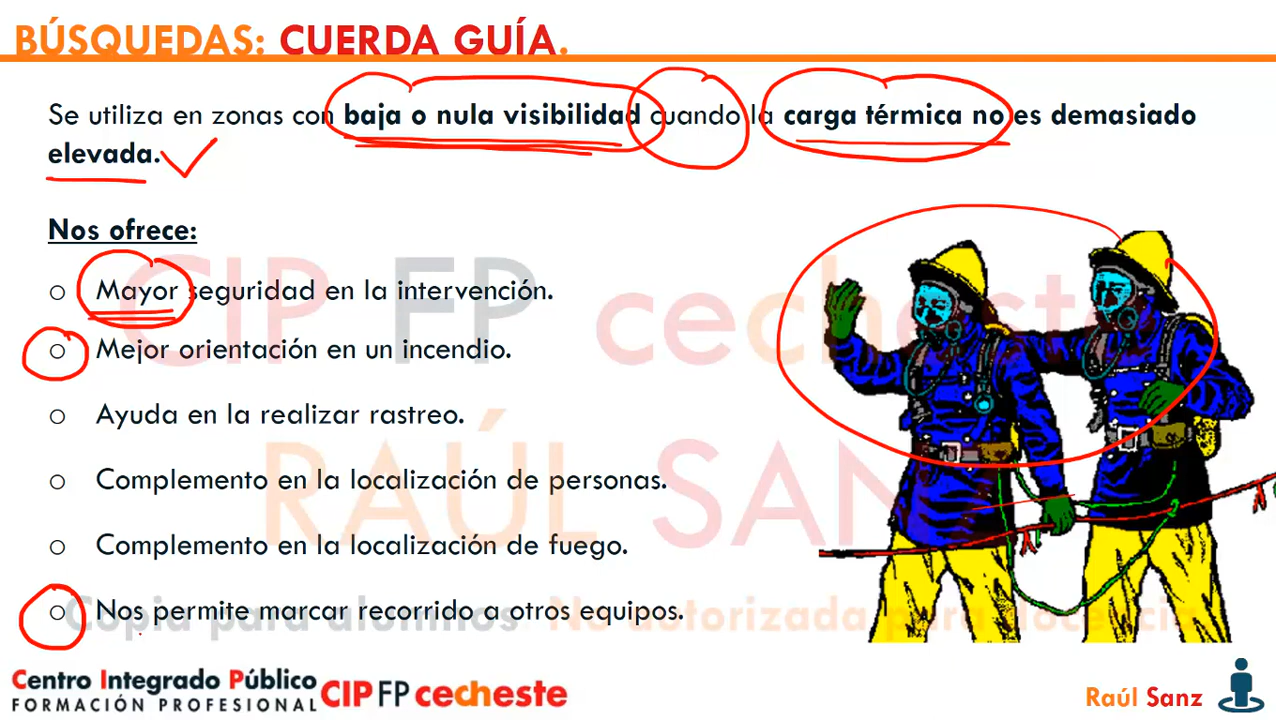 BÚSQUEDAS: CUERDA GUÍA.
Se utiliza en zonas con baja o nula visibilidad cuando la carga térmica no es demasiado
elevada.
Nos ofrece:
o Mayor seguridad en la intervención.
o Mejor orientación en un incendio.
o Ayuda en la realizar rastreo.
o Complemento en la localización de personas.
o Complemento en la localización de fuego.
o Nos permite marcar recorrido a otros equipos.
CIP FP cecheste
RAÚL SANZ
Copia para alumnos No autorizada para docencia
Centro Integrado Público
FORMACIÓN PROFESIONAL
CIP FP cecheste
Raúl Sanz